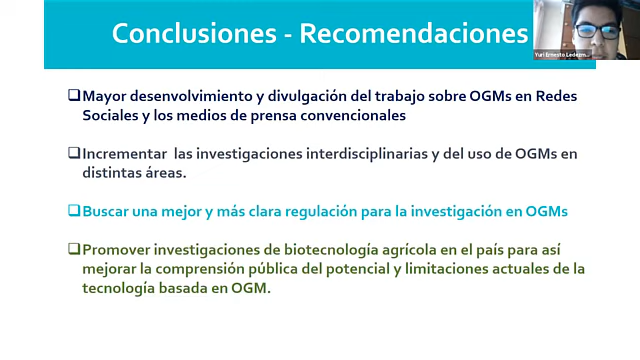 Conclusiones - Recomendaciones
Yuri Ernesto Ledezm
❑Mayor desenvolvimiento y divulgación del trabajo sobre OGMs en Redes
Sociales y los medios de prensa convencionales
❑Incrementar las investigaciones interdisciplinarias y del uso de OGMs en
distintas áreas.
❑Buscar una mejor y más clara regulación para la investigación en OGMs
❑Promover investigaciones de biotecnología agrícola en el país para así
mejorar la comprensión pública del potencial y limitaciones actuales de la
tecnología basada en OGM.